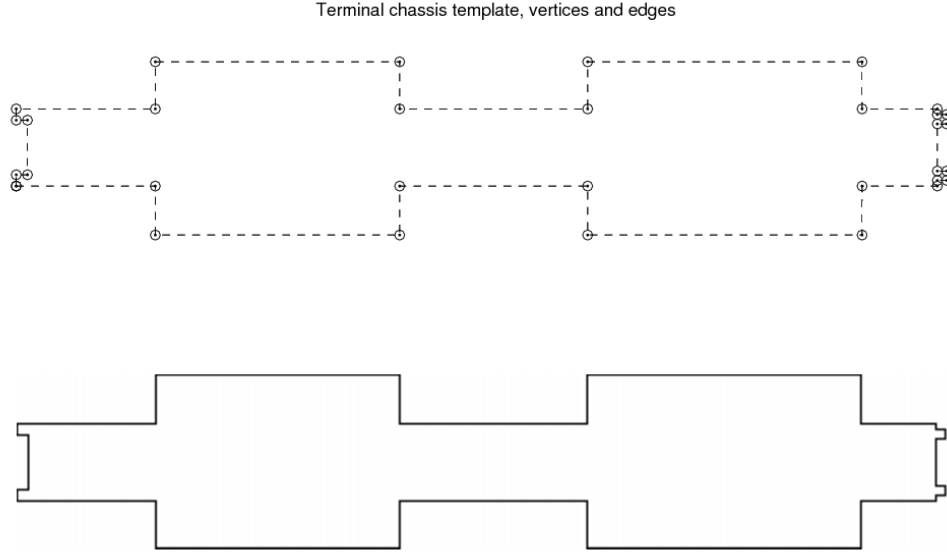 Terminal chassis template, vertices and edges